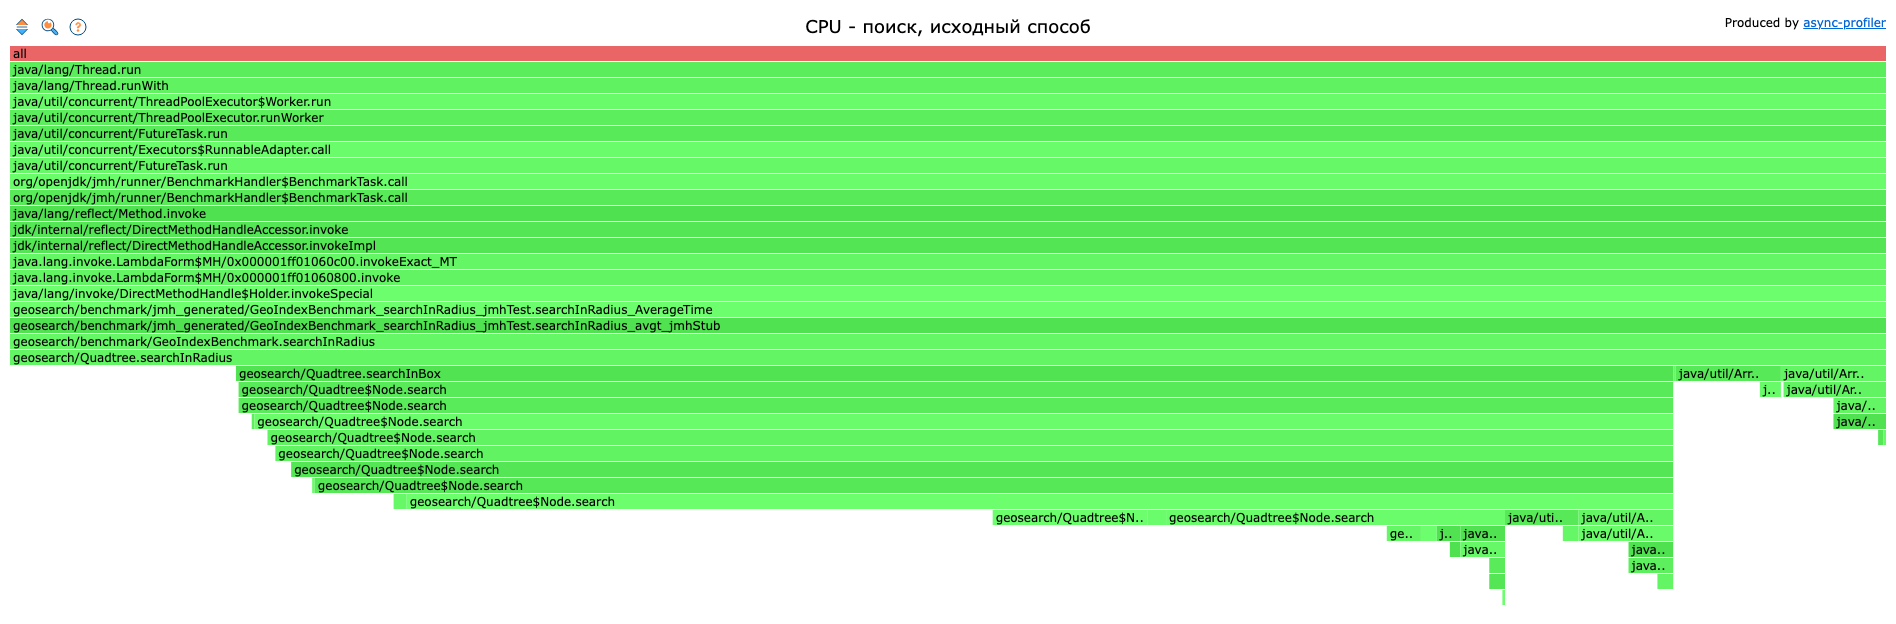 ?
CPU - поиск, исходный способ
Produced by async-profiler
all
java/lang/Thread.run
java/lang/Thread.runWith
java/util/concurrent/ThreadPoolExecutor$Worker.run
java/util/concurrent/ThreadPoolExecutor.runWorker
java/util/concurrent/FutureTask.run
java/util/concurrent/Executors$RunnableAdapter.call
java/util/concurrent/FutureTask.run
org/openjdk/jmh/runner/BenchmarkHandler$BenchmarkTask.call
org/openjdk/jmh/runner/BenchmarkHandler$BenchmarkTask.call
java/lang/reflect/Method.invoke
jdk/internal/reflect/DirectMethodHandleAccessor.invoke
jdk/internal/reflect/DirectMethodHandleAccessor.invokeImpl
java.lang.invoke.LambdaForm$MH/0x000001ff01060c00.invokeExact_MT
java.lang.invoke.LambdaForm$MH/0x000001ff01060800.invoke
java/lang/invoke/DirectMethodHandle$Holder.invokeSpecial
geosearch/benchmark/jmh_generated/GeoIndexBenchmark_searchInRadius_jmhTest.searchInRadius_AverageTime
geosearch/benchmark/jmh_generated/GeoIndexBenchmark_searchInRadius_jmhTest.searchInRadius_avgt_jmhStub
geosearch/benchmark/GeoIndexBenchmark.searchInRadius
geosearch/Quadtree.searchInRadius
geosearch/Quadtree.searchInBox java/util/Arr.. java/util/Arr..
geosearch/Quadtree$Node.search j.. java/util/Ar..
geosearch/Quadtree$Node.search java/..
geosearch/Quadtree$Node.search java/..
geosearch/Quadtree$Node.search
geosearch/Quadtree$Node.search
geosearch/Quadtree$Node.search
geosearch/Quadtree$Node.search
geosearch/Quadtree$Node.search
geosearch/Quadtree$N.. geosearch/Quadtree$Node.search java/uti.. java/util/A..
ge.. j.. java.. java/util/A..
java.. java..
java..